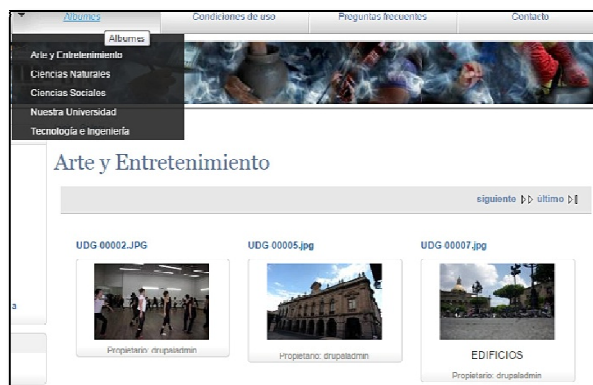 Albumes
Condiciones de uso
Preguntas frecuentes
Contacto
Albumes
Arte y Entretenimiento
Ciencias Naturales
Ciencias Sociales
Nuestra Universidad
Tecnología e Ingeniería
Arte y Entretenimiento
siguiente último
UDG 00002.JPG
UDG 00005.jpg
UDG 00007.jpg
a
EDIFICIOS
Propietario: drupaladmin
Propietario: drupaladmin
Propietario: drupaladmin